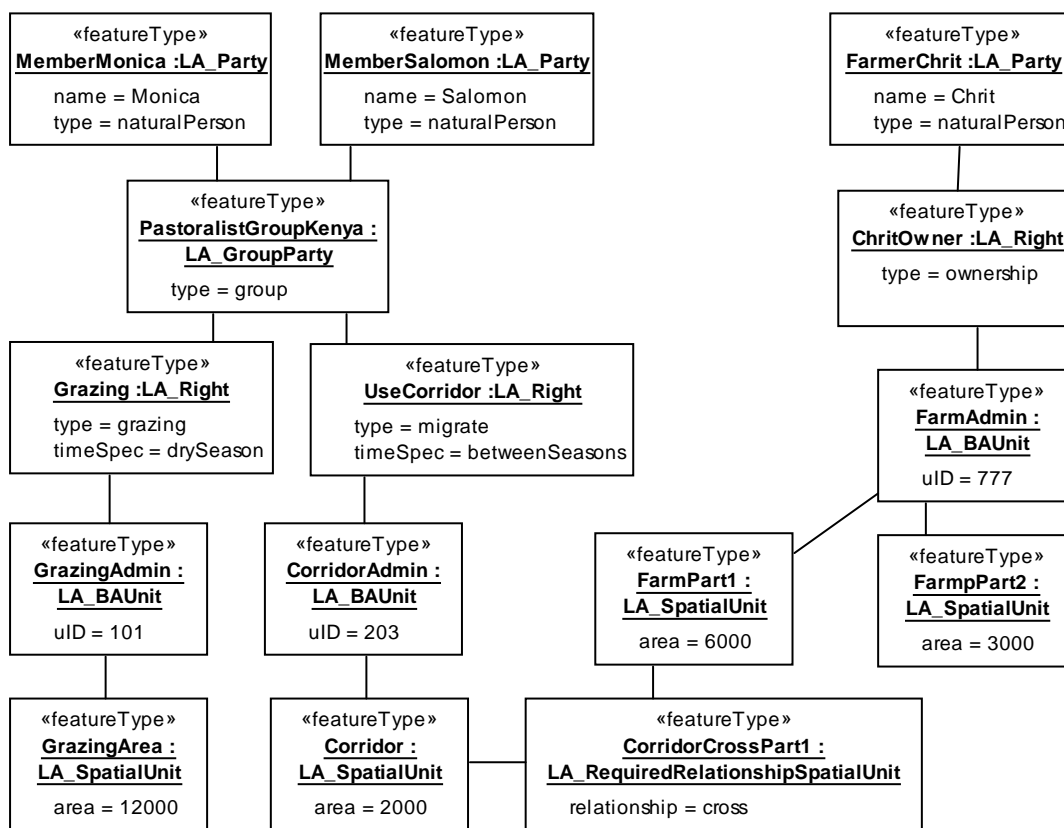 «featureType»
MemberMonica :LA_Party
name = Monica
type = naturalPerson
«featureType»
MemberSalomon :LA_Party
name = Salomon
type = naturalPerson
«featureType»
FarmerChrit :LA_Party
name = Chrit
type = naturalPerson
«featureType»
PastoralistGroupKenya :
LA_GroupParty
type = group
«featureType»
ChritOwner :LA_Right
type = ownership
«featureType»
Grazing :LA_Right
type = grazing
timeSpec = drySeason
«featureType»
UseCorridor :LA_Right
type = migrate
timeSpec = betweenSeasons
«featureType»
FarmAdmin :
LA_BAUnit
uID = 777
«featureType»
GrazingAdmin :
LA_BAUnit
uID = 101
«featureType»
CorridorAdmin :
LA_BAUnit
uID = 203
«featureType»
FarmPart1 :
LA_SpatialUnit
area = 6000
«featureType»
FarmpPart2 :
LA_SpatialUnit
area = 3000
«featureType»
GrazingArea :
LA_SpatialUnit
area = 12000
«featureType»
Corridor :
LA_SpatialUnit
area = 2000
«featureType»
CorridorCrossPart1 :
LA_RequiredRelationshipSpatialUnit
relationship = cross